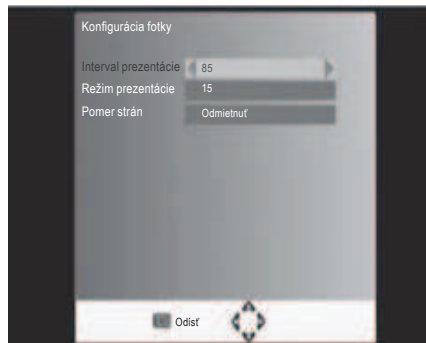 Konfigurácia fotky
Interval prezentácie 85
Režim prezentácie 15
Pomer strán Odmietnuť
Odísť